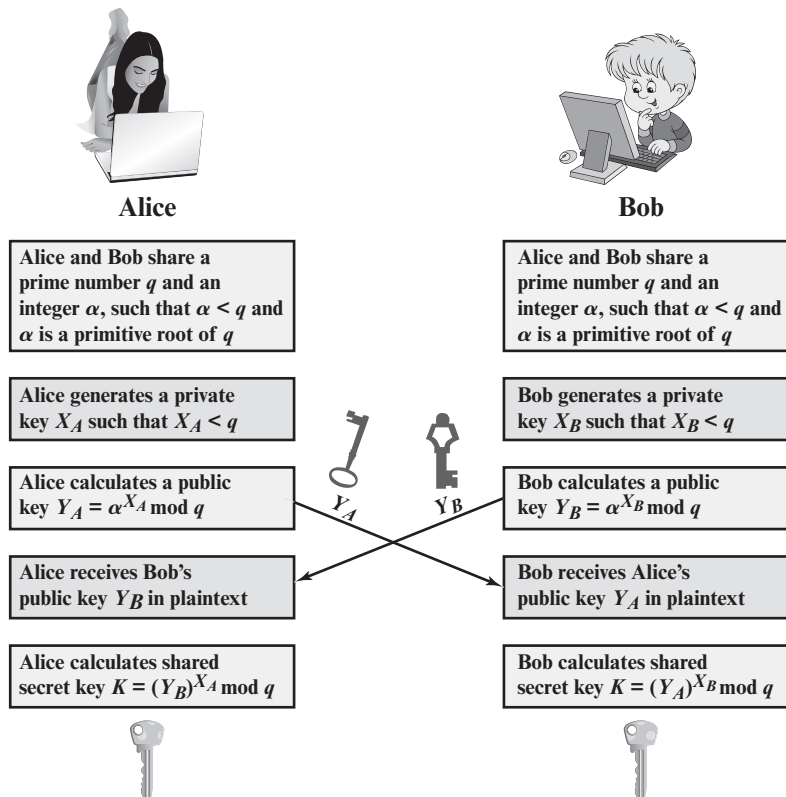 Alice
Alice and Bob share a
prime number q and an
integer α, such that α < q and
α is a primitive root of q
Alice generates a private
key X_A such that X_A < q
Alice calculates a public
key Y_A = α^{X_A} mod q
Alice receives Bob's
public key Y_B in plaintext
Alice calculates shared
secret key K = (Y_B)^{X_A} mod q
Y_A
Y_B
Bob
Alice and Bob share a
prime number q and an
integer α, such that α < q and
α is a primitive root of q
Bob generates a private
key X_B such that X_B < q
Bob calculates a public
key Y_B = α^{X_B} mod q
Bob receives Alice's
public key Y_A in plaintext
Bob calculates shared
secret key K = (Y_A)^{X_B} mod q